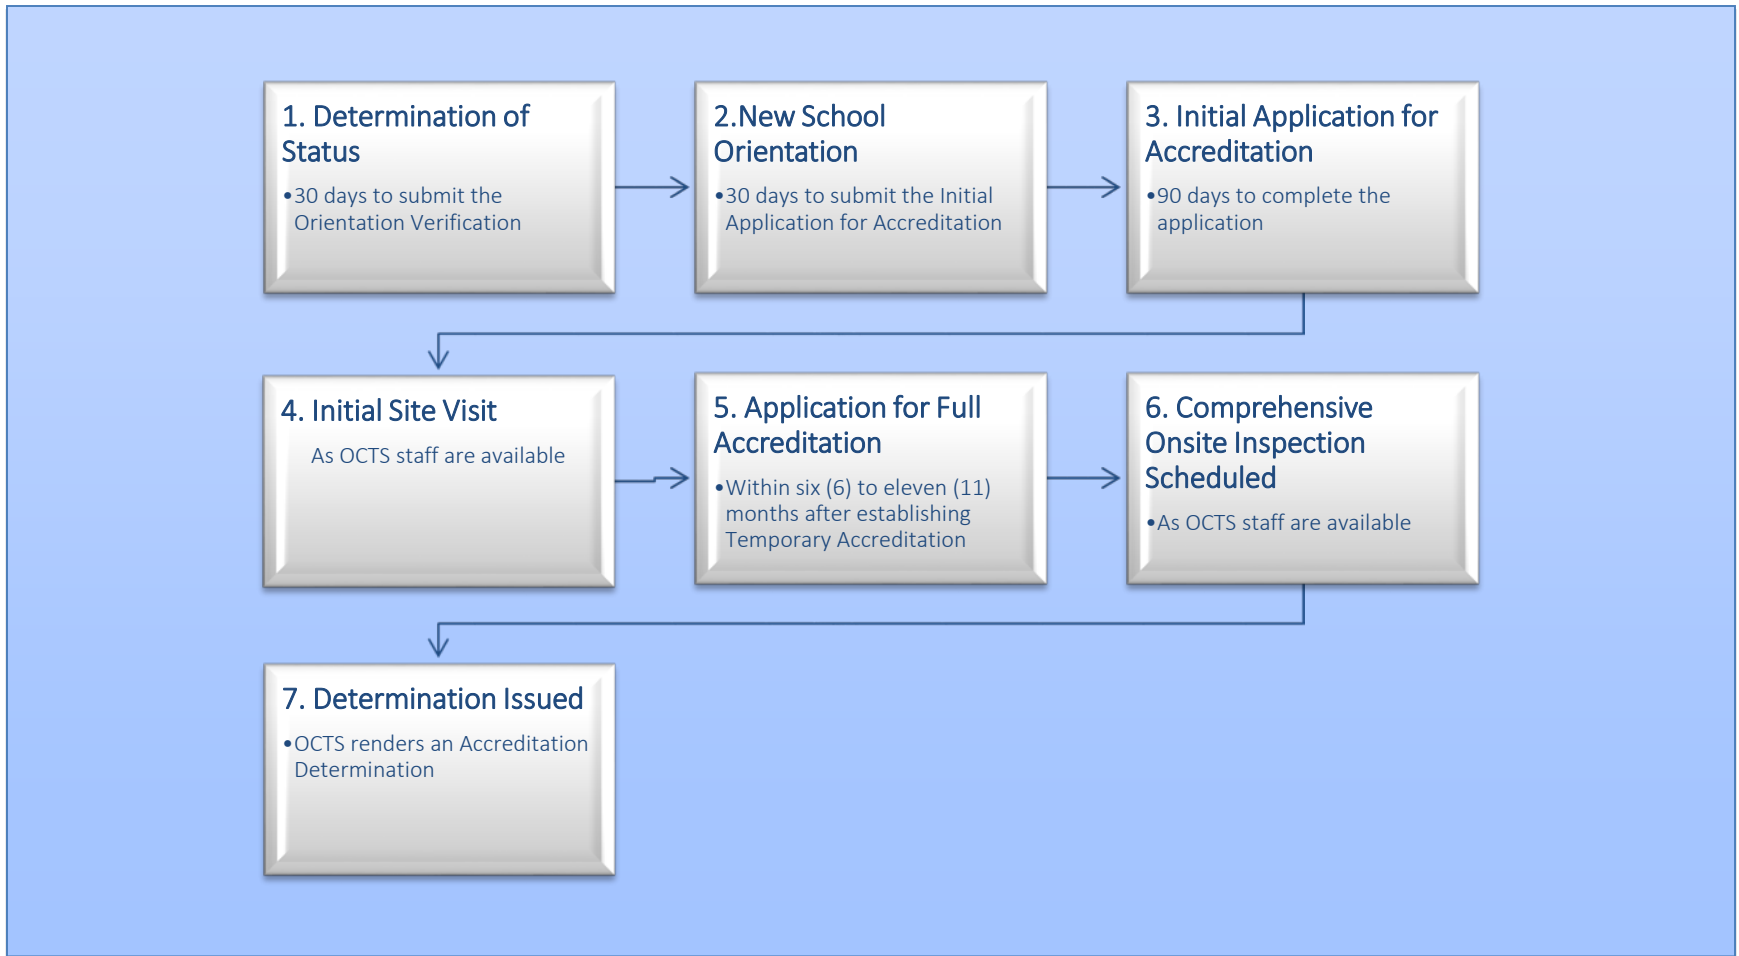 1. Determination of
Status
•30 days to submit the
Orientation Verification
2.New School
Orientation
•30 days to submit the Initial
Application for Accreditation
3. Initial Application for
Accreditation
•90 days to complete the
application
4. Initial Site Visit
As OCTS staff are available
5. Application for Full
Accreditation
•Within six (6) to eleven (11)
months after establishing
Temporary Accreditation
6. Comprehensive
Onsite Inspection
Scheduled
•As OCTS staff are available
7. Determination Issued
•OCTS renders an Accreditation
Determination